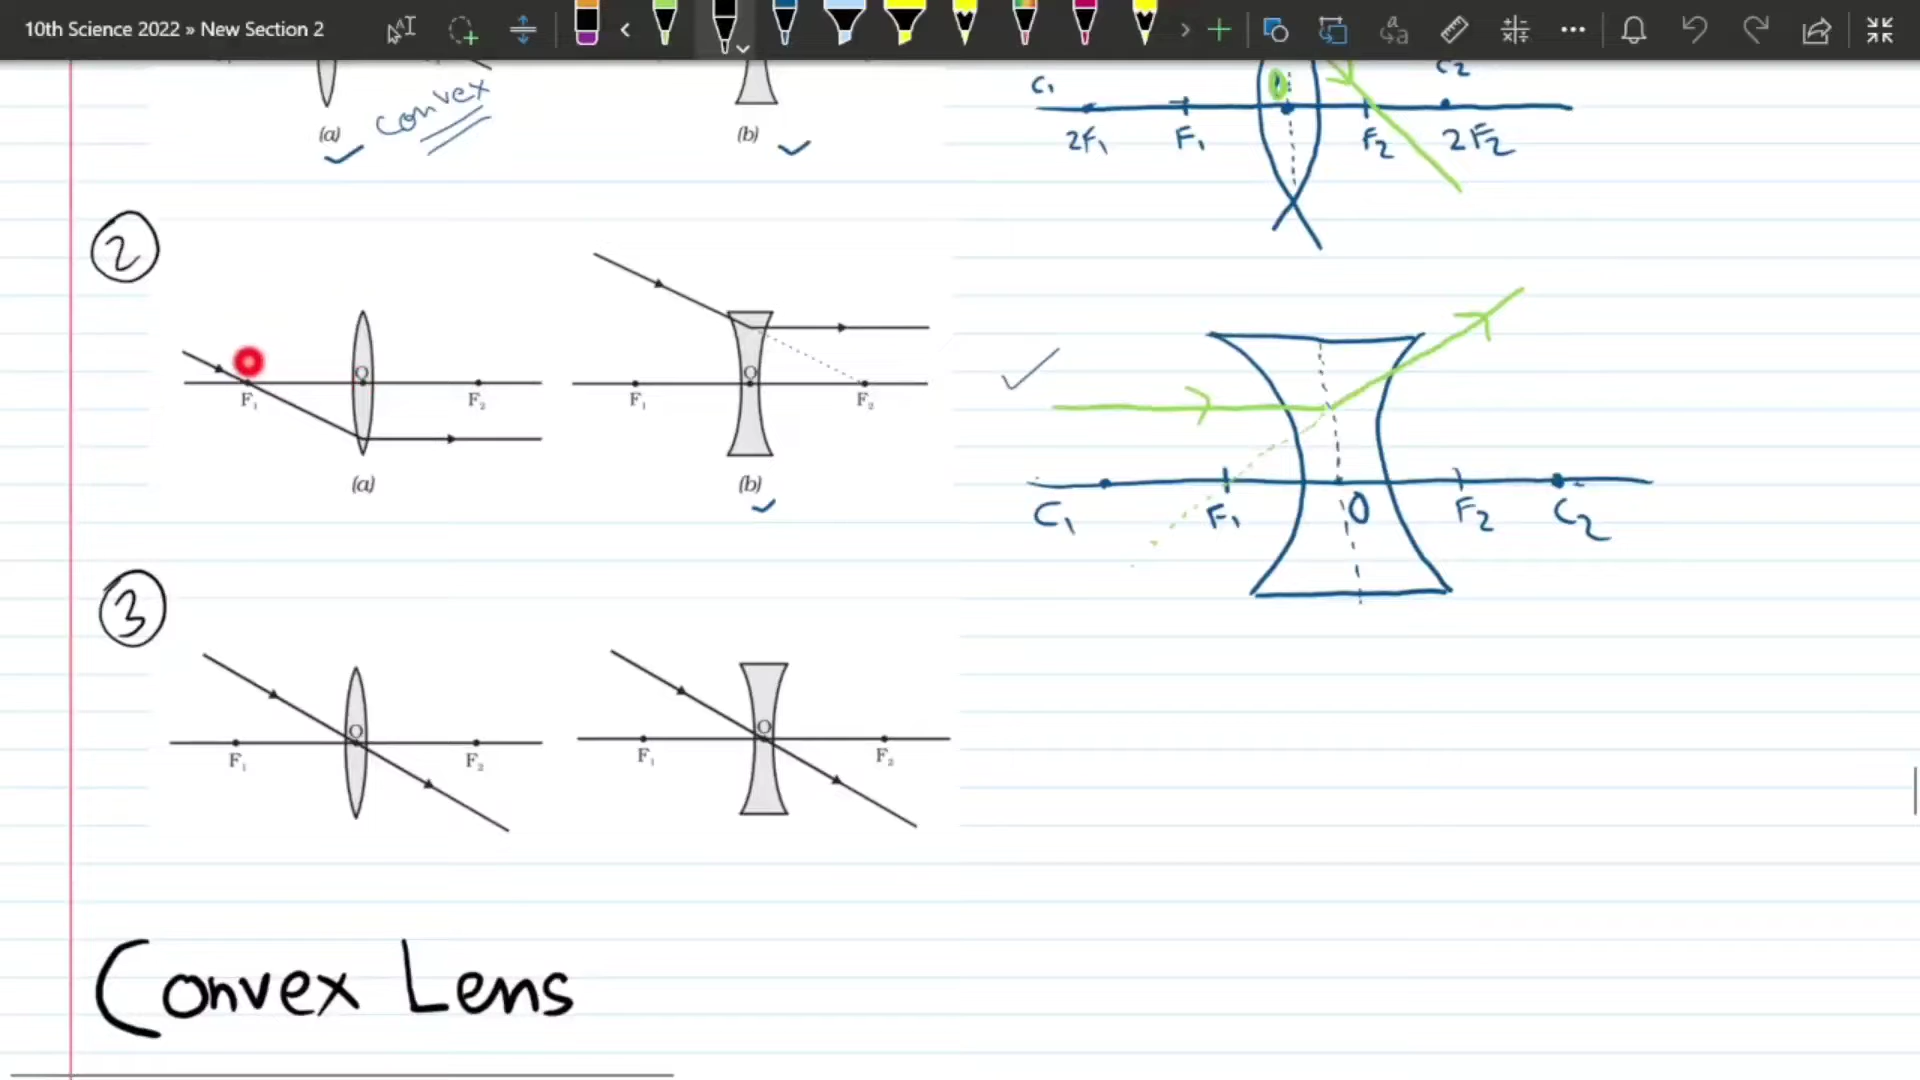 10th Science 2022 » New Section 2
convex
(a)
(b)
C₁
O
C₂
2F₁ F₁ F₂ 2F₂
2
O
F₁ F₂
(a)
O
F₁ F₂
(b)
C₁ F₁ O F₂ C₂
3
O
F₁ F₂
O
F₁ F₂
Convex Lens